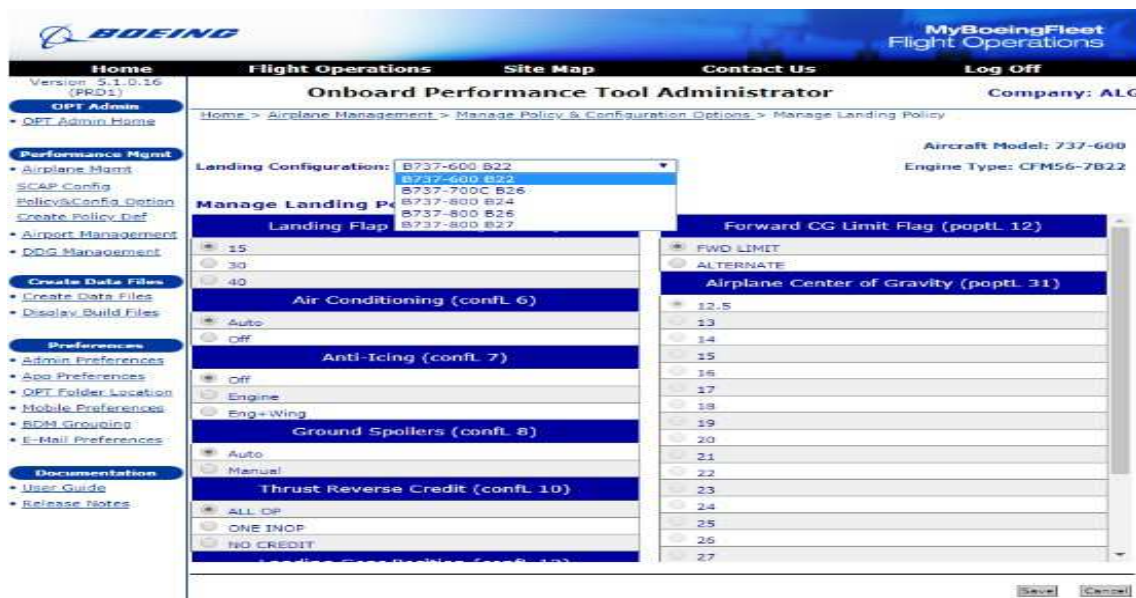 BOEING
MyBoeingFleet
Flight Operations
Home Flight Operations Site Map Contact Us Log Off
Version 5.1.0.16
(PRD1)
OPT Admin
• OPT Admin Home
Performance Mgmt
• Airplane Mgmt
SCAP Config
Policy&Config Option
Create Policy Def
• Airport Management
• DDG Management
Create Data Files
• Create Data Files
• Display Build Files
Preferences
• Admin Preferences
• App Preferences
• OPT Folder Location
• Mobile Preferences
• BDM Grouping
• E-Mail Preferences
Documentation
• User Guide
• Release Notes
Onboard Performance Tool Administrator
Company: ALG
Home > Airplane Management > Manage Policy & Configuration Options > Manage Landing Policy
Aircraft Model: 737-600
Engine Type: CFM56-7B22
Landing Configuration: B737-600 B22
B737-600 B22
B737-700C B26
B737-800 B24
B737-800 B26
B737-800 B27
Manage Landing
Landing Flap
15
30
40
Air Conditioning (confL 6)
Auto
Off
Anti-Icing (confL 7)
Off
Engine
Eng+Wing
Ground Spoilers (confL 8)
Auto
Manual
Thrust Reverse Credit (confL 10)
ALL OP
ONE INOP
NO CREDIT
Forward CG Limit Flag (poptL 12)
FWD LIMIT
ALTERNATE
Airplane Center of Gravity (poptL 31)
12.5
13
14
15
16
17
18
19
20
21
22
23
24
25
26
27
Save Cancel